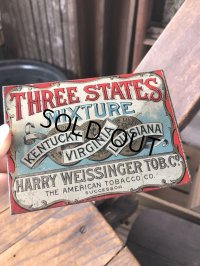 THREE STATES
MIXTURE
SOLD OUT
KENTUCKY
VIRGINIA
LOUISIANA
HARRY WEISSINGER TOB. CO.
THE AMERICAN TOBACCO CO.
SUCCESSOR